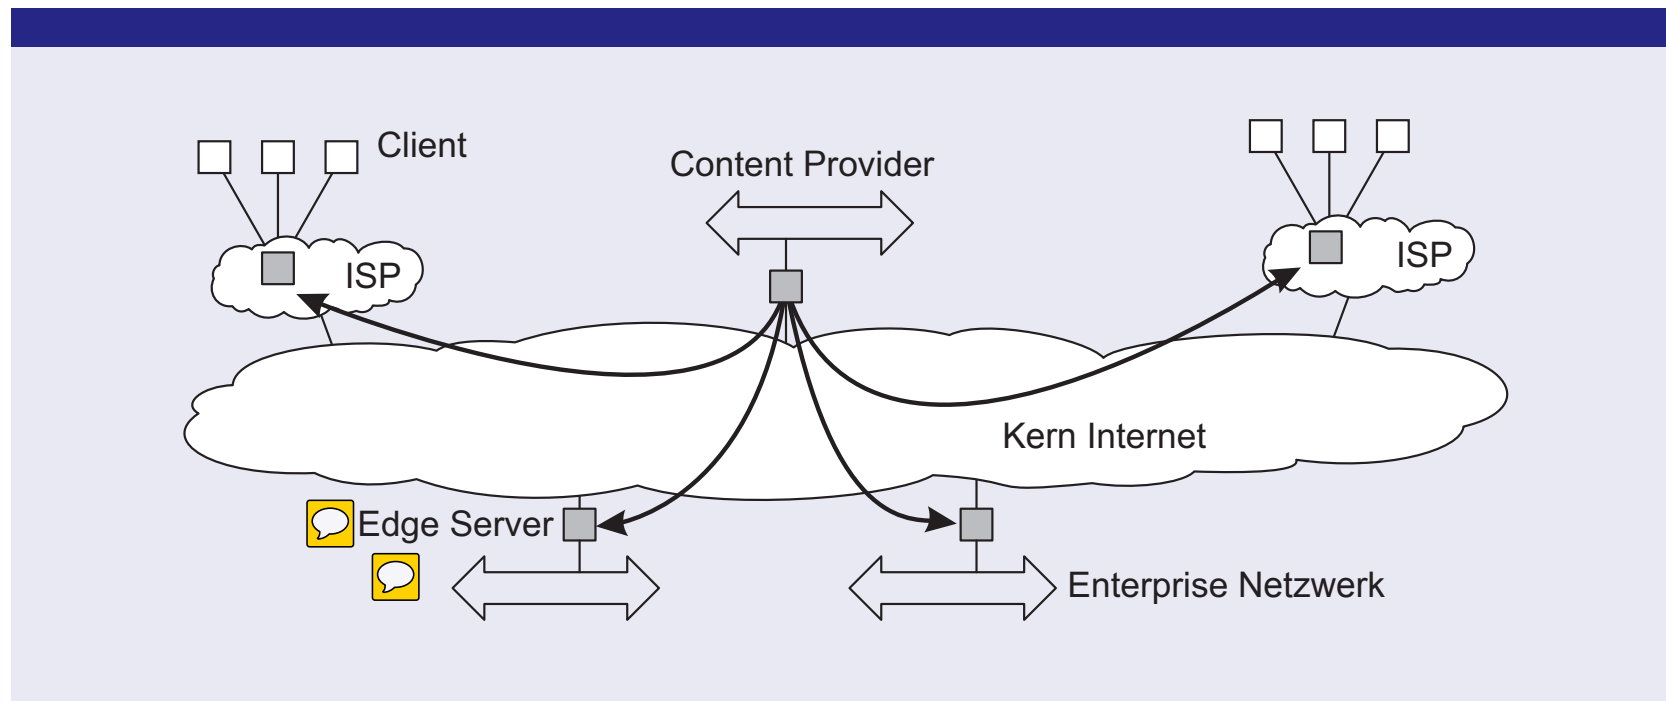 Client
Content Provider
ISP
ISP
Kern Internet
Edge Server
Enterprise Netzwerk